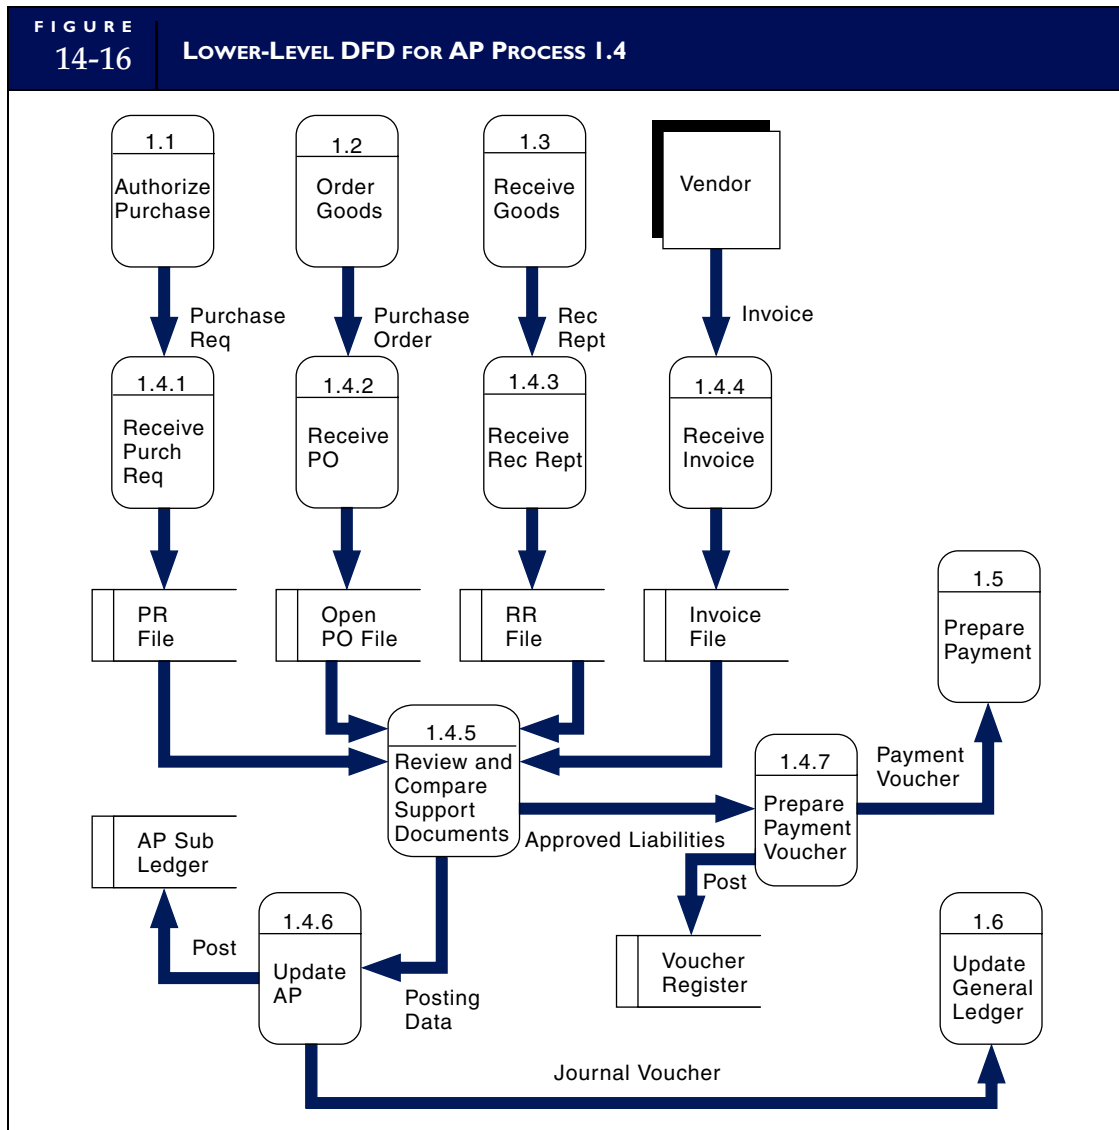 FIGURE
14-16
LOWER-LEVEL DFD FOR AP PROCESS 1.4
1.1
Authorize
Purchase
1.2
Order
Goods
1.3
Receive
Goods
Vendor
Purchase
Req
Purchase
Order
Rec
Rept
Invoice
1.4.1
Receive
Purch
Req
1.4.2
Receive
PO
1.4.3
Receive
Rec Rept
1.4.4
Receive
Invoice
PR
File
Open
PO File
RR
File
Invoice
File
1.5
Prepare
Payment
1.4.5
Review and
Compare
Support
Documents
1.4.7
Prepare
Payment
Voucher
Payment
Voucher
Approved Liabilities
AP Sub
Ledger
Post
1.4.6
Update
AP
Post
Posting
Data
Voucher
Register
1.6
Update
General
Ledger
Journal Voucher